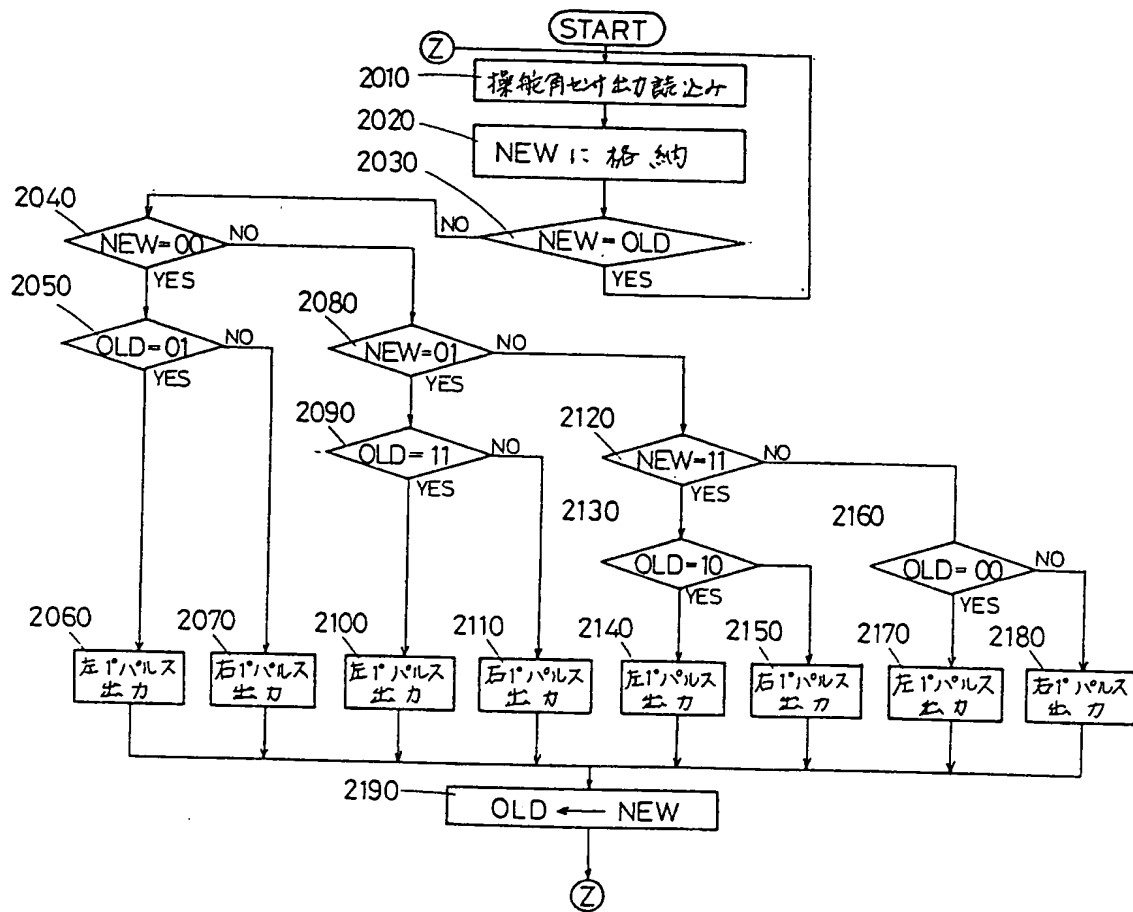 START
Z
2010
操舵角センサ出力読込み
2020
NEWに格納
2030
NEW=OLD
NO
YES
2040
NEW=00
NO
YES
2050
OLD=01
NO
YES
2080
NEW=01
NO
YES
2090
OLD=11
NO
YES
2120
NEW=11
NO
YES
2130
OLD=10
YES
2160
OLD=00
NO
YES
2060
左1°パルス
出力
2070
右1°パルス
出力
2100
左1°パルス
出力
2110
右1°パルス
出力
2140
左1°パルス
出力
2150
右1°パルス
出力
2170
左1°パルス
出力
2180
右1°パルス
出力
2190
OLD ← NEW
Z